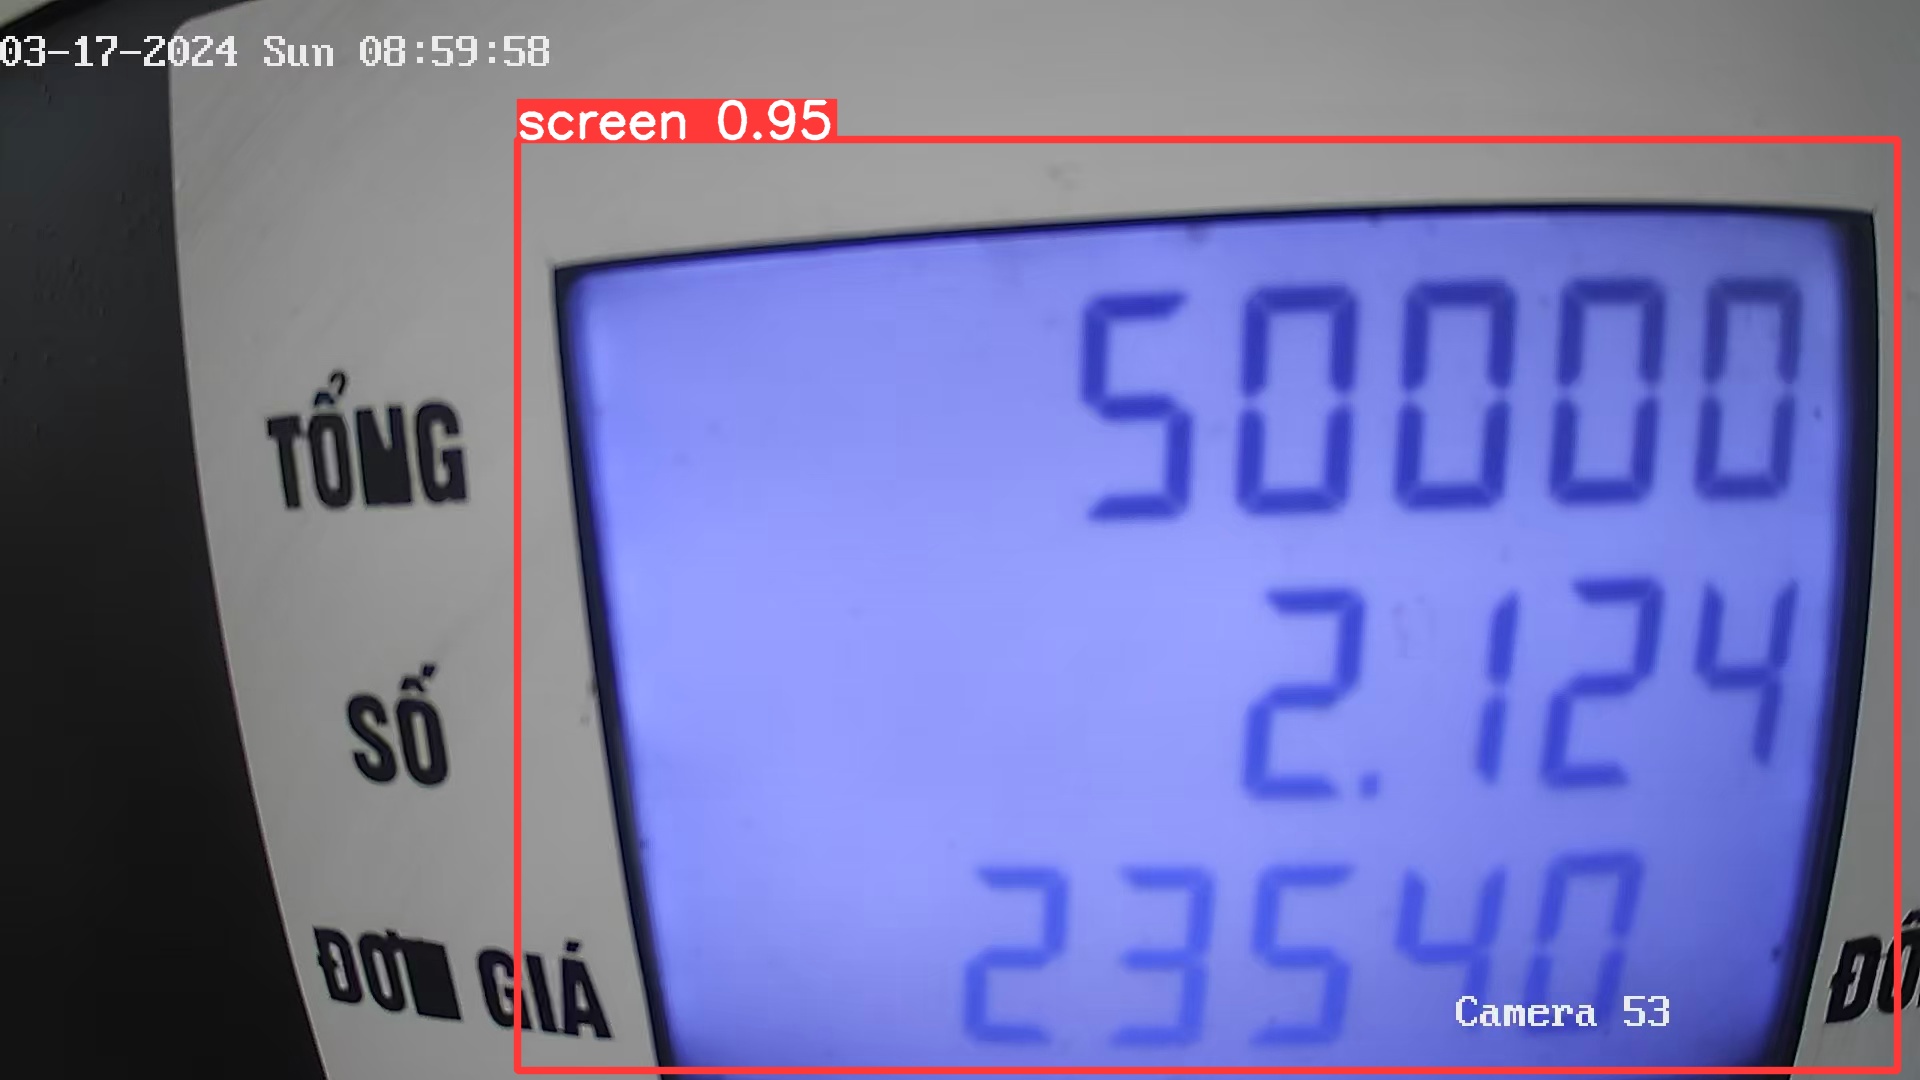 03-17-2024 Sun 08:59:58
screen 0.95
TỔNG 50000
SỐ 2.124
ĐƠN GIÁ 23540
Camera 53